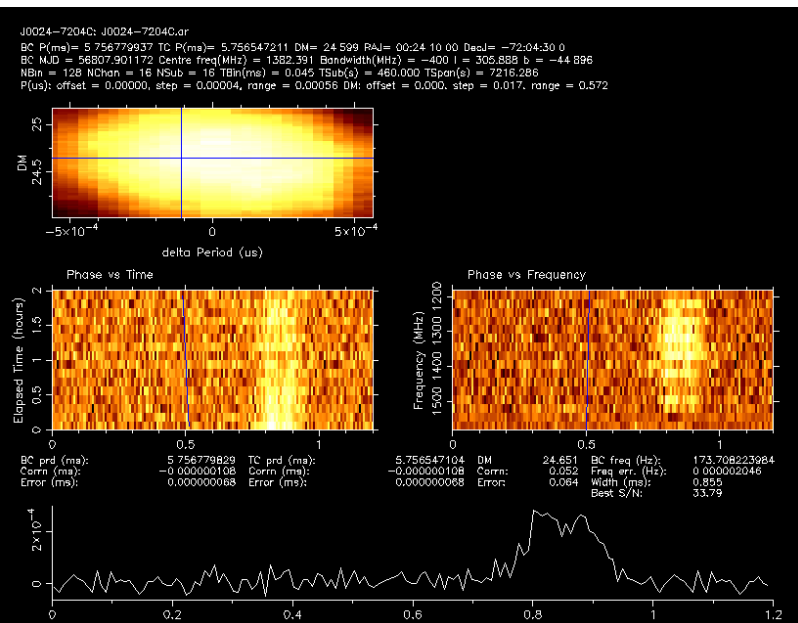 J0024-7204C: J0024-7204C.ar
BC P(ms)= 5 756779937 TC P(ms)= 5.756547211 DM= 24 599 RAJ= 00:24 10 00 DecJ= -72:04:30 0
BC MJD = 56807.901172 Centre freq(MHz) = 1382.391 Bandwidth(MHz) = -400 l = 305.888 b = -44 896
NBin = 128 NChan = 16 NSub = 16 TBin(ms) = 0.045 TSub(s) = 460.000 TSpan(s) = 7216.286
P(us): offset = 0.00000, step = 0.00004, range = 0.00056 DM: offset = 0.000, step = 0.017, range = 0.572
25
24.5
DM
-5×10-4 0 5×10-4
delta Period (us)
Phase vs Time
2
1.5
1
0.5
0
Elapsed Time (hours)
0 0.5 1
Phase vs Frequency
1200
1300
1400
1500
Frequency (MHz)
0 0.5 1
BC prd (ms): 5 756779829 TC prd (ms): 5.756547104 DM 24.651 BC freq (Hz): 173.708223984
Corrn (ms): -0 000000108 Corrn (ms): -0.000000108 Corrn: 0.052 Freq err. (Hz): 0 000002046
Error (ms): 0.000000068 Error (ms): 0.000000068 Error: 0.064 Width (ms): 0.855
Best S/N: 33.79
2×10-4
0
0 0.2 0.4 0.6 0.8 1 1.2